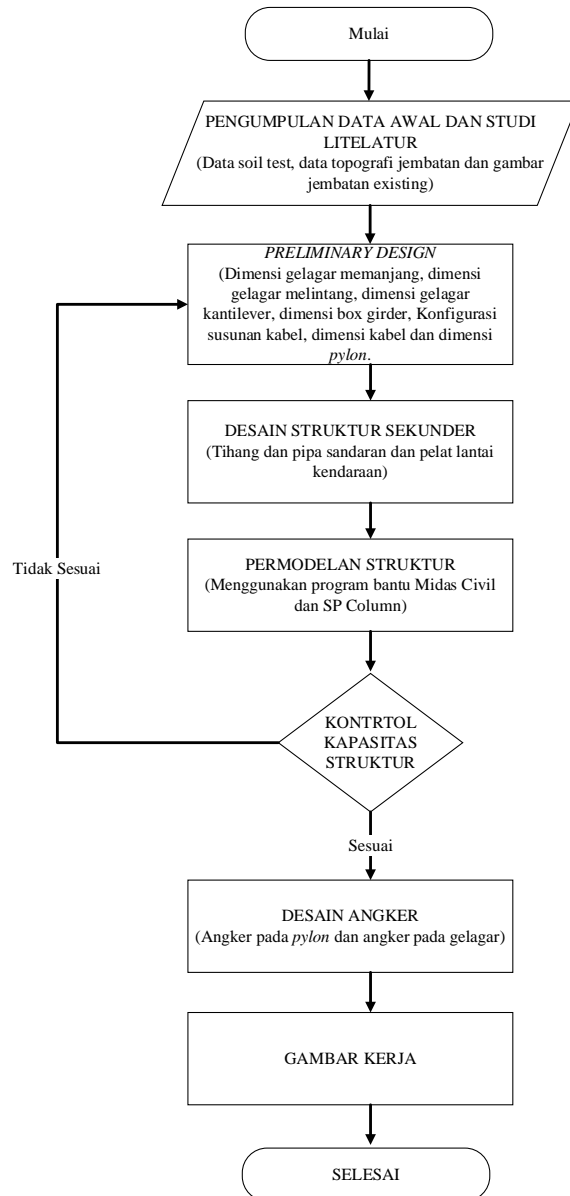 Mulai
PENGUMPULAN DATA AWAL DAN STUDI
LITELATUR
(Data soil test, data topografi jembatan dan gambar
jembatan existing)
PRELIMINARY DESIGN
(Dimensi gelagar memanjang, dimensi
gelagar melintang, dimensi gelagar
kantilever, dimensi box girder, Konfigurasi
susunan kabel, dimensi kabel dan dimensi
pylon.
DESAIN STRUKTUR SEKUNDER
(Tihang dan pipa sandaran dan pelat lantai
kendaraan)
Tidak Sesuai
PERMODELAN STRUKTUR
(Menggunakan program bantu Midas Civil
dan SP Column)
KONTRTOL
KAPASITAS
STRUKTUR
Sesuai
DESAIN ANGKER
(Angker pada pylon dan angker pada gelagar)
GAMBAR KERJA
SELESAI